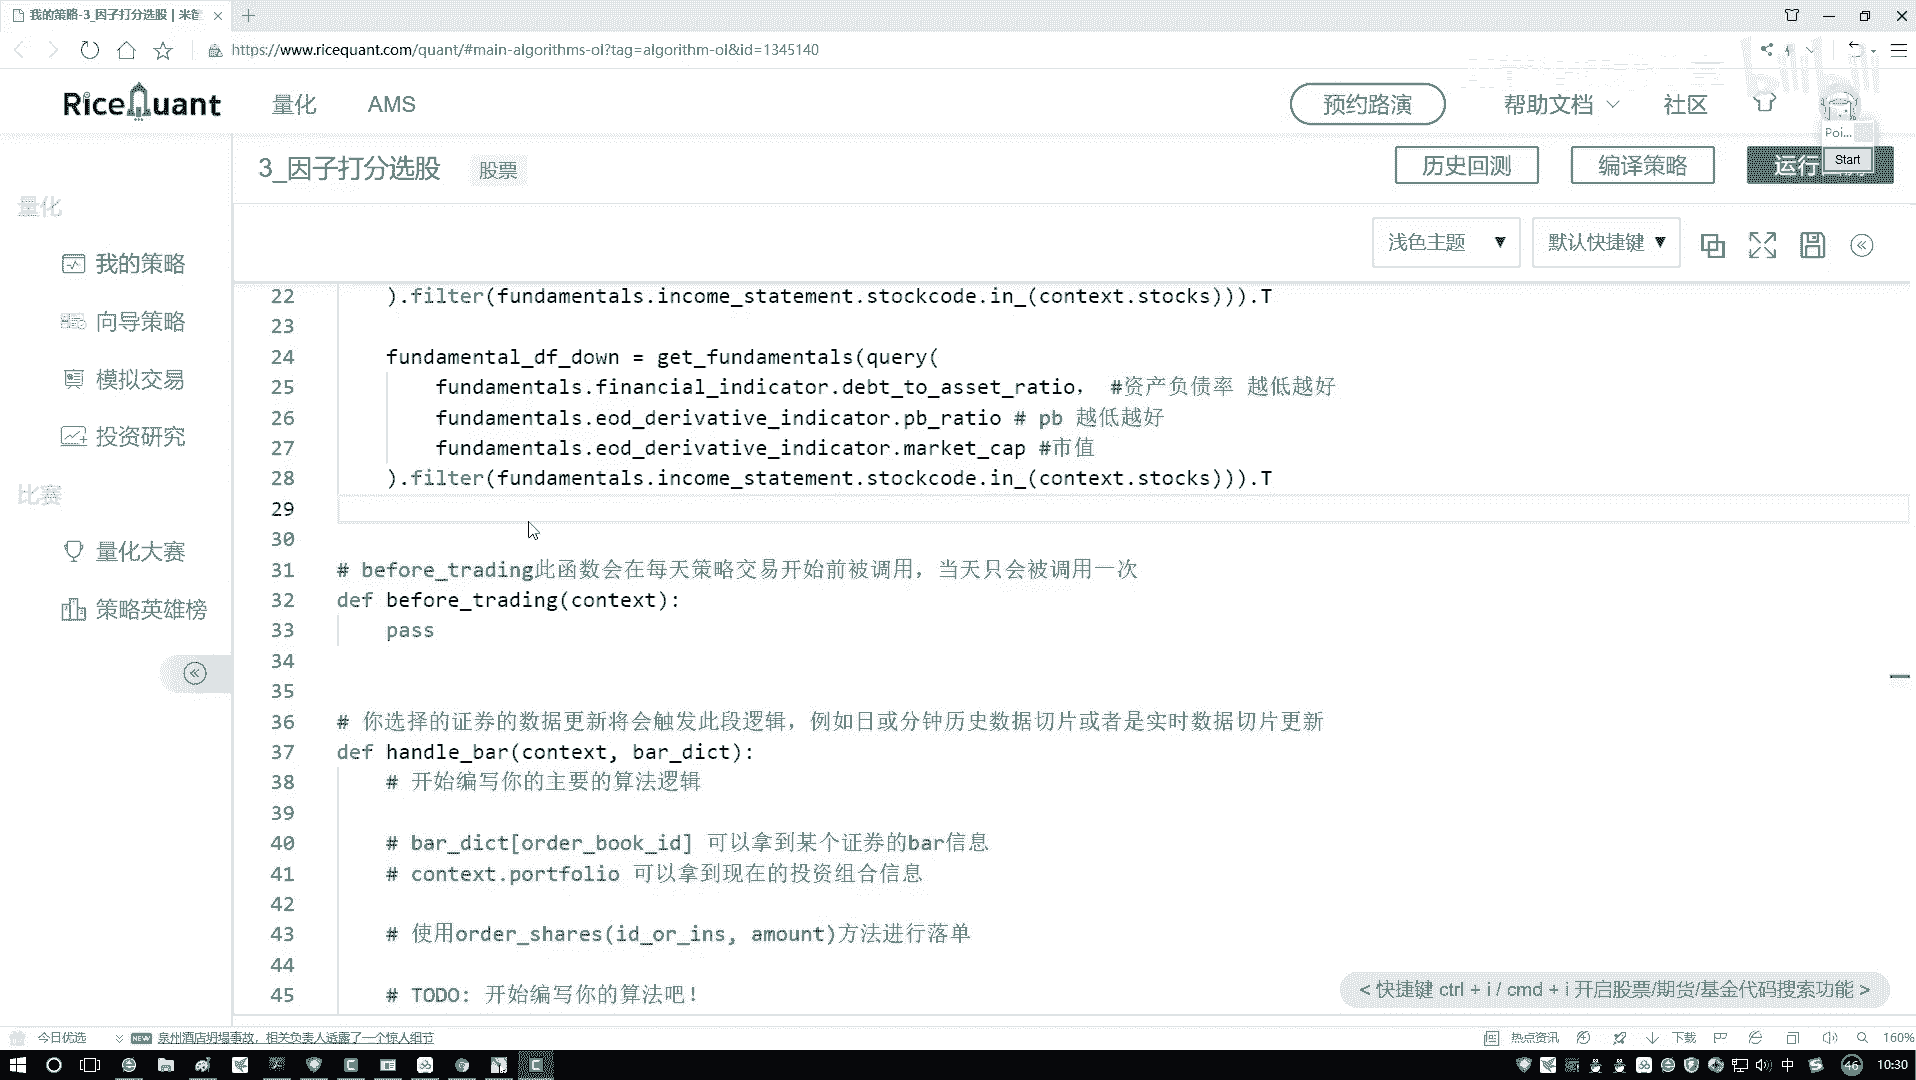 我的策略-3_因子打分选股 | 米筐
https://www.ricequant.com/quant/#main-algorithms-ol?tag=algorithm-ol&id=1345140
RiceQuant
量化
AMS
预约路演
帮助文档
社区
Poi...
Start
3_因子打分选股
股票
历史回测
编译策略
运行
量化
我的策略
向导策略
模拟交易
投资研究
比赛
量化大赛
策略英雄榜
浅色主题
默认快捷键
22 ).filter(fundamentals.income_statement.stockcode.in_(context.stocks))).T
23
24 fundamental_df_down = get_fundamentals(query(
25 fundamentals.financial_indicator.debt_to_asset_ratio， #资产负债率 越低越好
26 fundamentals.eod_derivative_indicator.pb_ratio # pb 越低越好
27 fundamentals.eod_derivative_indicator.market_cap #市值
28 ).filter(fundamentals.income_statement.stockcode.in_(context.stocks))).T
29
30
31 # before_trading此函数会在每天策略交易开始前被调用，当天只会被调用一次
32 def before_trading(context):
33 pass
34
35
36 # 你选择的证券的数据更新将会触发此段逻辑，例如日或分钟历史数据切片或者是实时数据切片更新
37 def handle_bar(context, bar_dict):
38 # 开始编写你的主要的算法逻辑
39
40 # bar_dict[order_book_id] 可以拿到某个证券的bar信息
41 # context.portfolio 可以拿到现在的投资组合信息
42
43 # 使用order_shares(id_or_ins, amount)方法进行落单
44
45 # TODO: 开始编写你的算法吧！
< 快捷键 ctrl + i / cmd + i 开启股票/期货/基金代码搜索功能 >
今日优选
NEW 泉州酒店坍塌事故，相关负责人透露了一个惊人细节
热点资讯
下载
160%
中
46
10:30